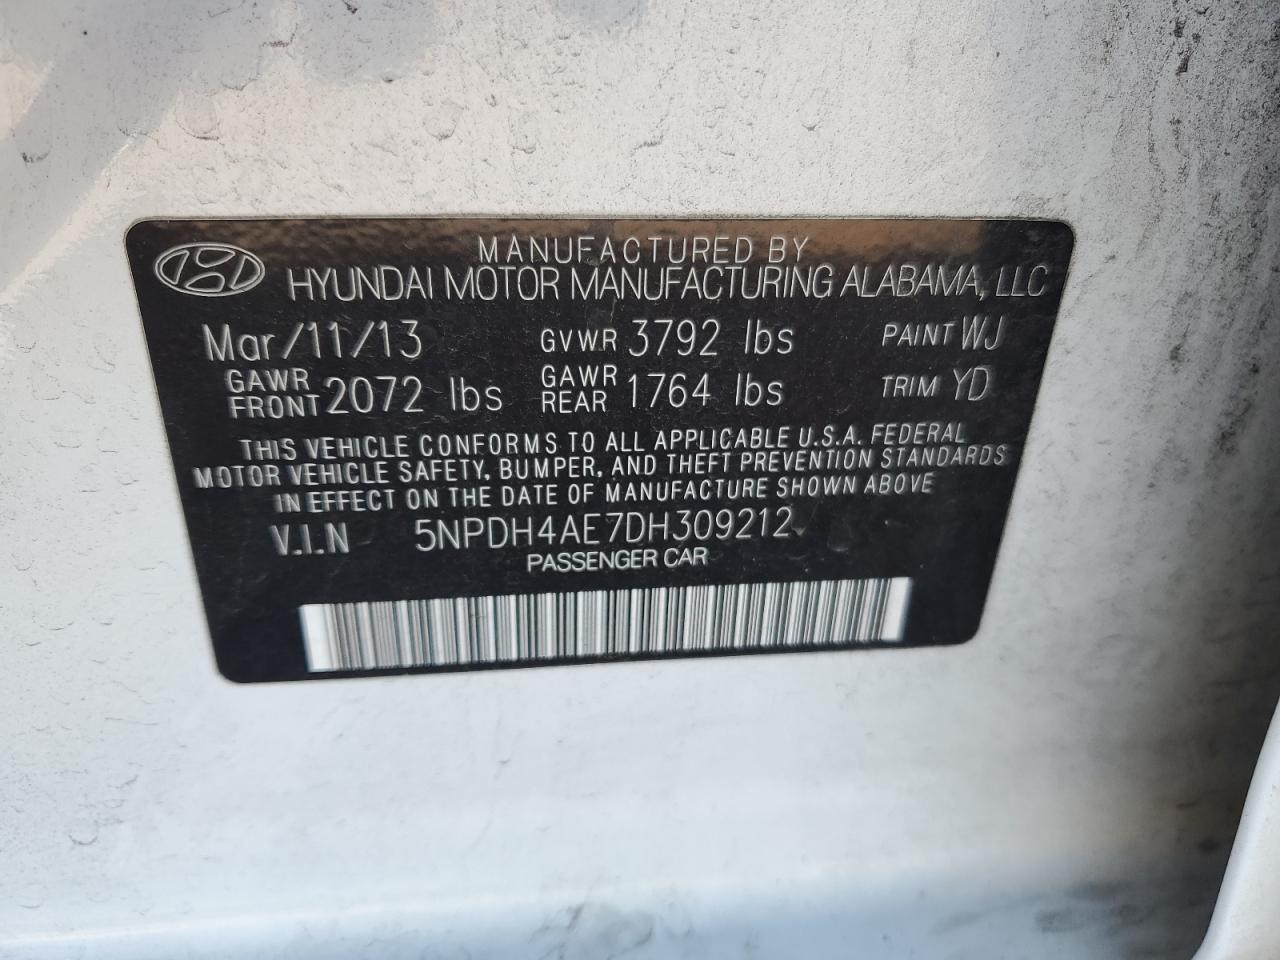 MANUFACTURED BY
HYUNDAI MOTOR MANUFACTURING ALABAMA, LLC
Mar/11/13 GVWR 3792 lbs PAINT WJ
GAWR FRONT 2072 lbs GAWR REAR 1764 lbs TRIM YD
THIS VEHICLE CONFORMS TO ALL APPLICABLE U.S.A. FEDERAL
MOTOR VEHICLE SAFETY, BUMPER, AND THEFT PREVENTION STANDARDS
IN EFFECT ON THE DATE OF MANUFACTURE SHOWN ABOVE
V.I.N 5NPDH4AE7DH309212
PASSENGER CAR